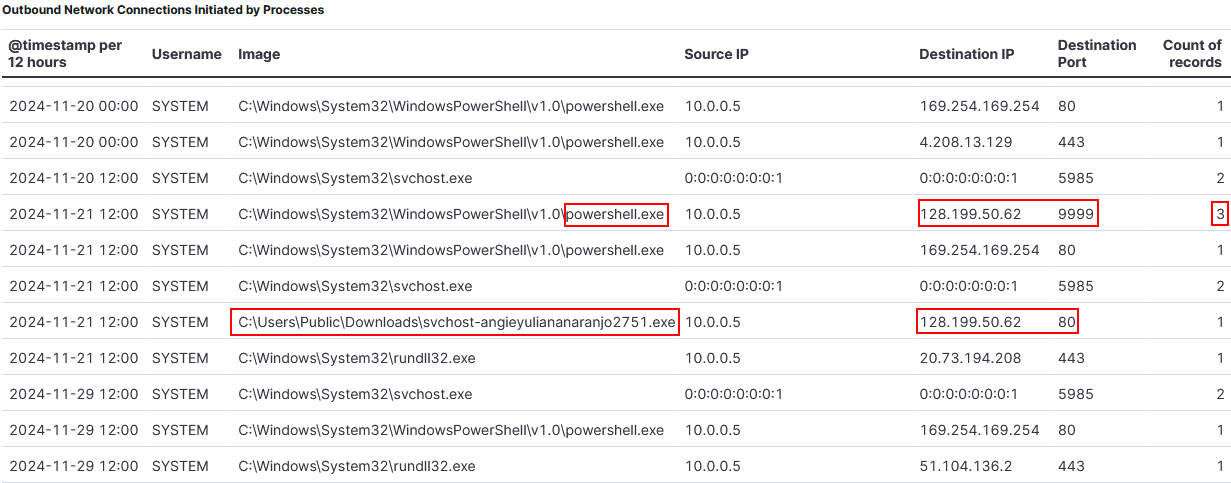 Outbound Network Connections Initiated by Processes
@timestamp per 12 hours Username Image Source IP Destination IP Destination Port Count of records
2024-11-20 00:00 SYSTEM C:\Windows\System32\WindowsPowerShell\v1.0\powershell.exe 10.0.0.5 169.254.169.254 80 1
2024-11-20 00:00 SYSTEM C:\Windows\System32\WindowsPowerShell\v1.0\powershell.exe 10.0.0.5 4.208.13.129 443 1
2024-11-20 12:00 SYSTEM C:\Windows\System32\svchost.exe 0:0:0:0:0:0:0:1 0:0:0:0:0:0:0:1 5985 2
2024-11-21 12:00 SYSTEM C:\Windows\System32\WindowsPowerShell\v1.0\powershell.exe 10.0.0.5 128.199.50.62 9999 3
2024-11-21 12:00 SYSTEM C:\Windows\System32\WindowsPowerShell\v1.0\powershell.exe 10.0.0.5 169.254.169.254 80 1
2024-11-21 12:00 SYSTEM C:\Windows\System32\svchost.exe 0:0:0:0:0:0:0:1 0:0:0:0:0:0:0:1 5985 2
2024-11-21 12:00 SYSTEM C:\Users\Public\Downloads\svchost-angieyuliananaranjo2751.exe 10.0.0.5 128.199.50.62 80 1
2024-11-21 12:00 SYSTEM C:\Windows\System32\rundll32.exe 10.0.0.5 20.73.194.208 443 1
2024-11-29 12:00 SYSTEM C:\Windows\System32\svchost.exe 0:0:0:0:0:0:0:1 0:0:0:0:0:0:0:1 5985 2
2024-11-29 12:00 SYSTEM C:\Windows\System32\WindowsPowerShell\v1.0\powershell.exe 10.0.0.5 169.254.169.254 80 1
2024-11-29 12:00 SYSTEM C:\Windows\System32\rundll32.exe 10.0.0.5 51.104.136.2 443 1